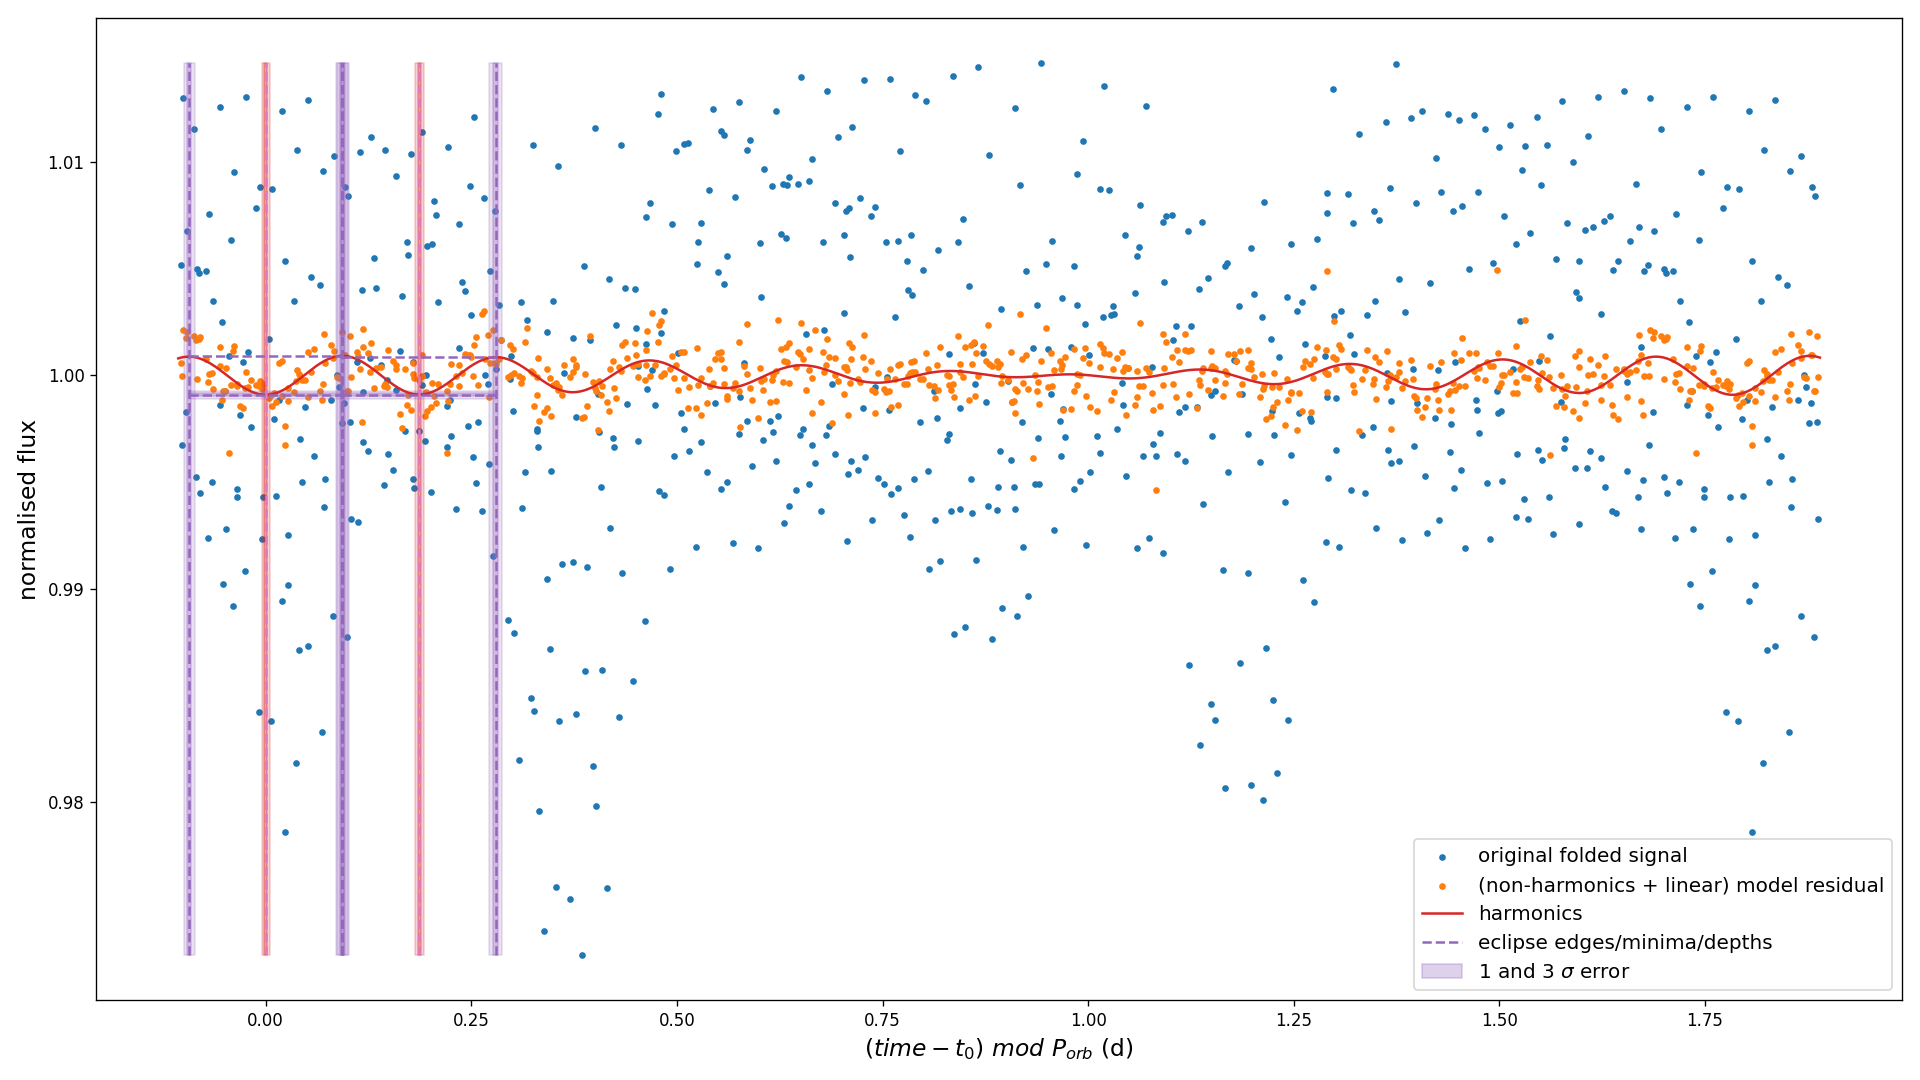 normalised flux
1.01
1.00
0.99
0.98
0.00 0.25 0.50 0.75 1.00 1.25 1.50 1.75
(time − t₀) mod P_orb (d)
original folded signal
(non-harmonics + linear) model residual
harmonics
eclipse edges/minima/depths
1 and 3 σ error